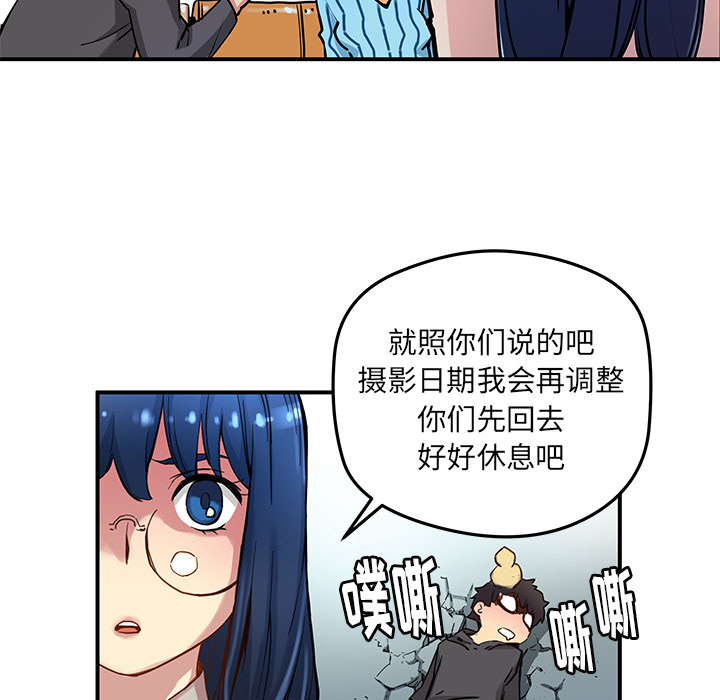 就照你们说的吧
摄影日期我会再调整
你们先回去
好好休息吧
噗嘶
嘶嘶